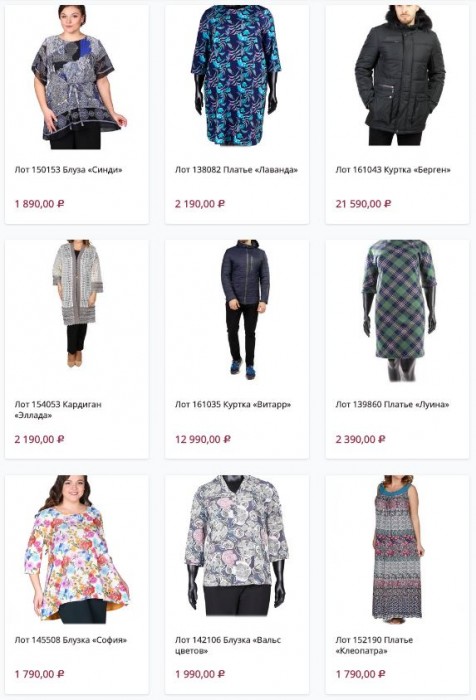 Лот 150153 Блуза «Синди»
1 890,00 ₽
Лот 138082 Платье «Лаванда»
2 190,00 ₽
Лот 161043 Куртка «Берген»
21 590,00 ₽
Лот 154053 Кардиган
«Эллада»
2 190,00 ₽
Лот 161035 Куртка «Витарр»
12 990,00 ₽
Лот 139860 Платье «Луина»
2 390,00 ₽
Лот 145508 Блузка «София»
1 790,00 ₽
Лот 142106 Блузка «Вальс
цветов»
1 990,00 ₽
Лот 152190 Платье
«Клеопатра»
1 790,00 ₽